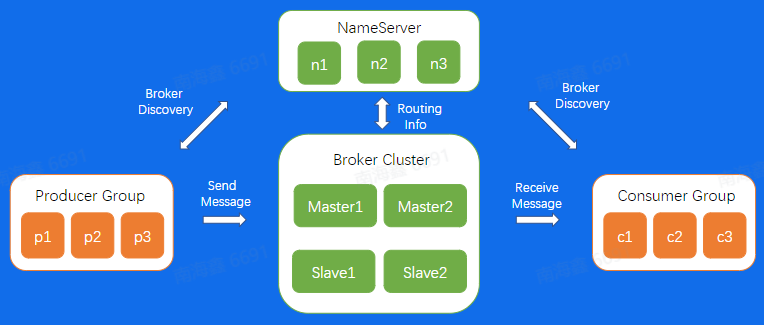 NameServer
n1 n2 n3
Broker
Discovery
Routing
Info
Broker
Discovery
Broker Cluster
Producer Group
p1 p2 p3
Send
Message
Master1 Master2
Slave1 Slave2
Receive
Message
Consumer Group
c1 c2 c3